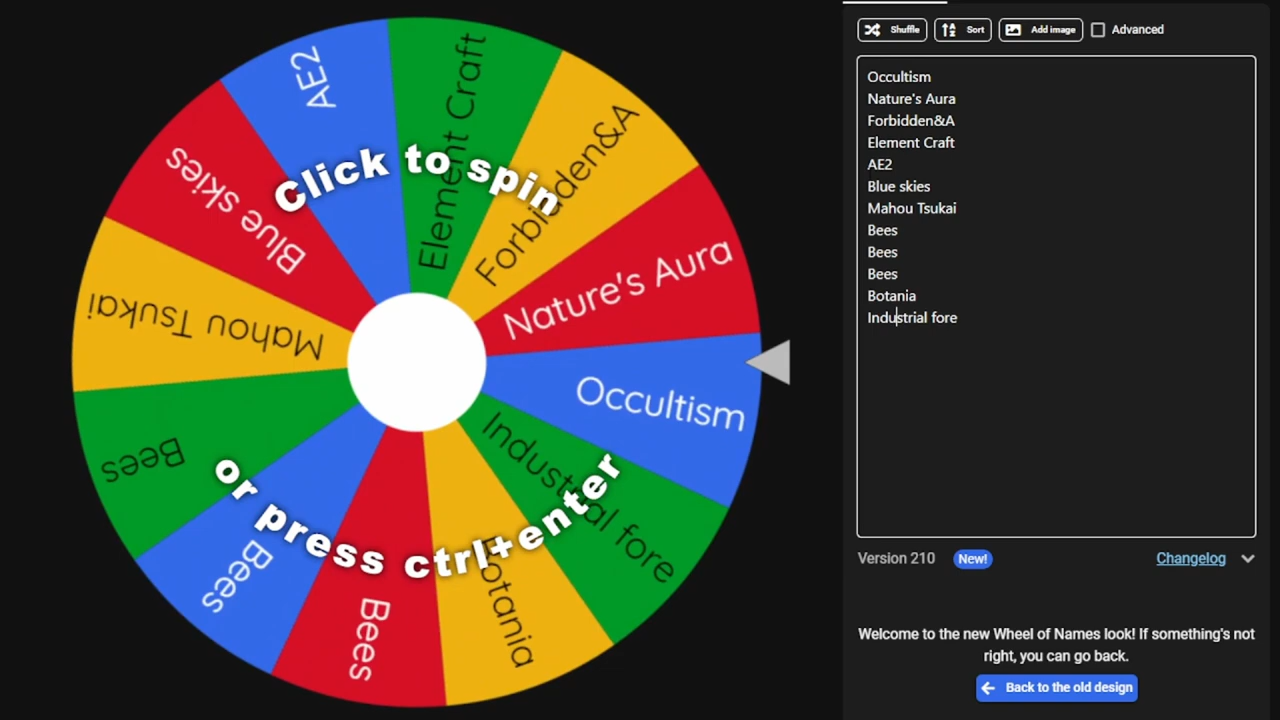 AE2
Element Craft
Forbidden&A
Nature's Aura
Occultism
Industrial fore
Botania
Bees
Bees
Bees
Mahou Tsukai
Blue skies
Click to spin
or press ctrl+enter
Shuffle
Sort
Add image
Advanced
Occultism
Nature's Aura
Forbidden&A
Element Craft
AE2
Blue skies
Mahou Tsukai
Bees
Bees
Bees
Botania
Industrial fore
Version 210 New! Changelog
Welcome to the new Wheel of Names look! If something's not
right, you can go back.
Back to the old design